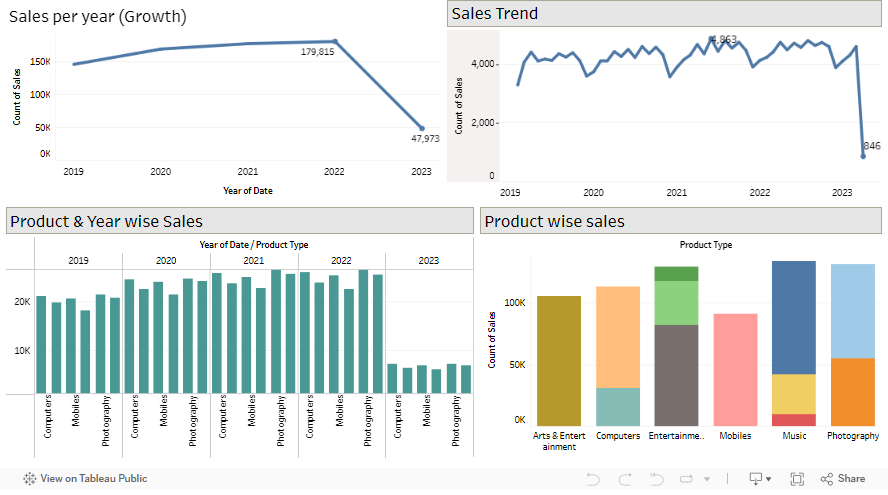 Sales per year (Growth)
Count of Sales
150K
100K
50K
0K
179,815
47,973
2019 2020 2021 2022 2023
Year of Date
Sales Trend
Count of Sales
4,000
2,000
0
4,863
846
2019 2020 2021 2022 2023
Product & Year wise Sales
Year of Date / Product Type
2019 2020 2021 2022 2023
20K
10K
Computers Mobiles Photography Computers Mobiles Photography Computers Mobiles Photography Computers Mobiles Photography Computers Mobiles Photography
Product wise sales
Product Type
Count of Sales
100K
50K
0K
Arts & Entert
ainment
Computers Entertainme.. Mobiles Music Photography
View on Tableau Public
Share